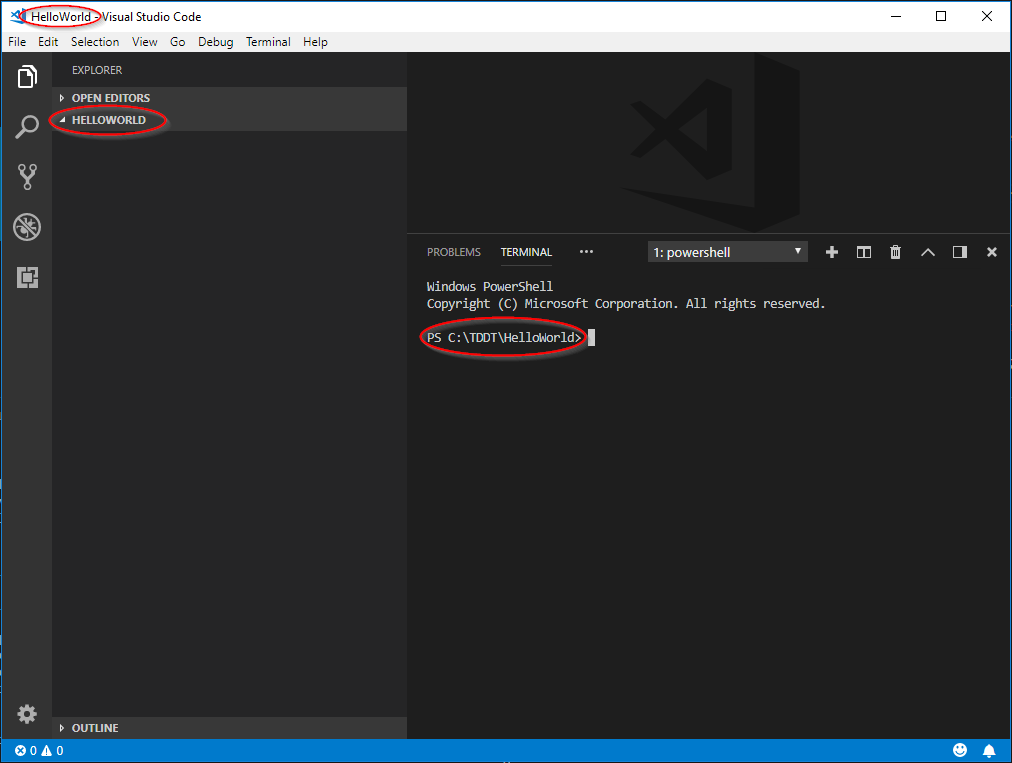 HelloWorld - Visual Studio Code
File Edit Selection View Go Debug Terminal Help
EXPLORER
OPEN EDITORS
HELLOWORLD
PROBLEMS TERMINAL ••• 1: powershell
Windows PowerShell
Copyright (C) Microsoft Corporation. All rights reserved.
PS C:\TDDT\HelloWorld>
OUTLINE
0 0